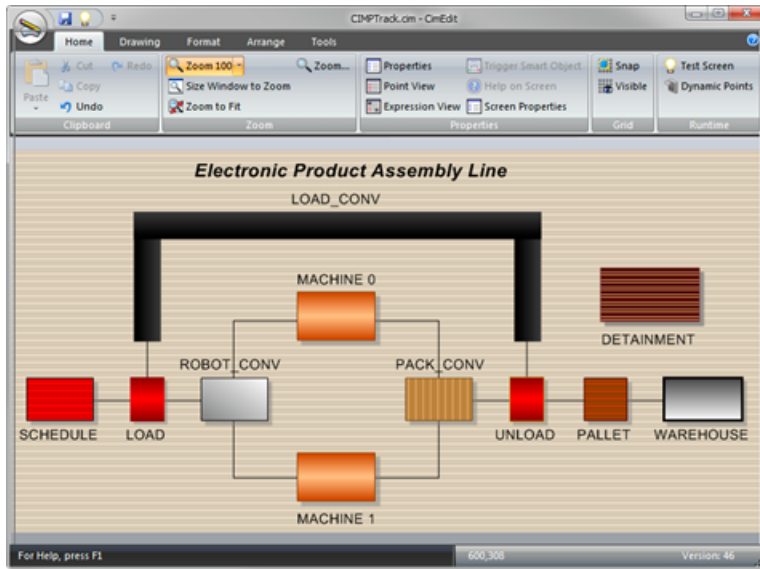 CIMPTrack.cim - CimEdit
Home Drawing Format Arrange Tools
Paste
Cut
Copy
Undo
Redo
Clipboard
Zoom 100
Size Window to Zoom
Zoom to Fit
Zoom...
Zoom
Properties
Point View
Expression View
Trigger Smart Object
Help on Screen
Screen Properties
Properties
Snap
Visible
Grid
Test Screen
Dynamic Points
Runtime
Electronic Product Assembly Line
LOAD_CONV
MACHINE 0
DETAINMENT
ROBOT_CONV PACK_CONV
SCHEDULE LOAD UNLOAD PALLET WAREHOUSE
MACHINE 1
For Help, press F1 600,308 Version: 46